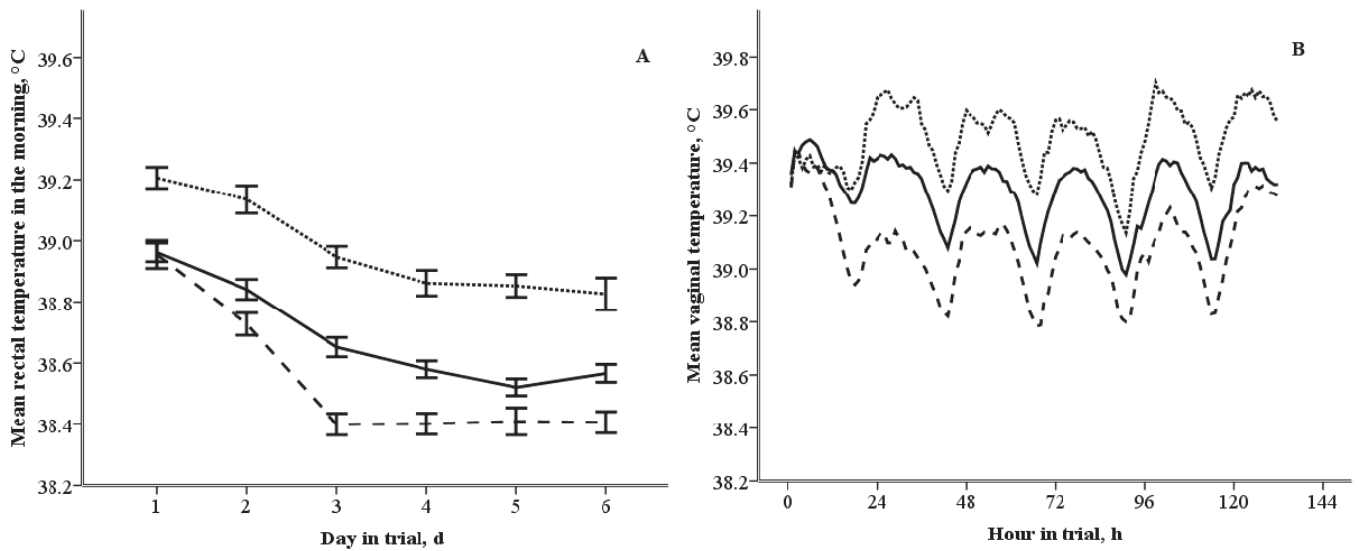 A
Mean rectal temperature in the morning, °C
39.6
39.4
39.2
39.0
38.8
38.6
38.4
38.2
1 2 3 4 5 6
Day in trial, d
B
Mean vaginal temperature, °C
39.8
39.6
39.4
39.2
39.0
38.8
38.6
38.4
38.2
0 24 48 72 96 120 144
Hour in trial, h